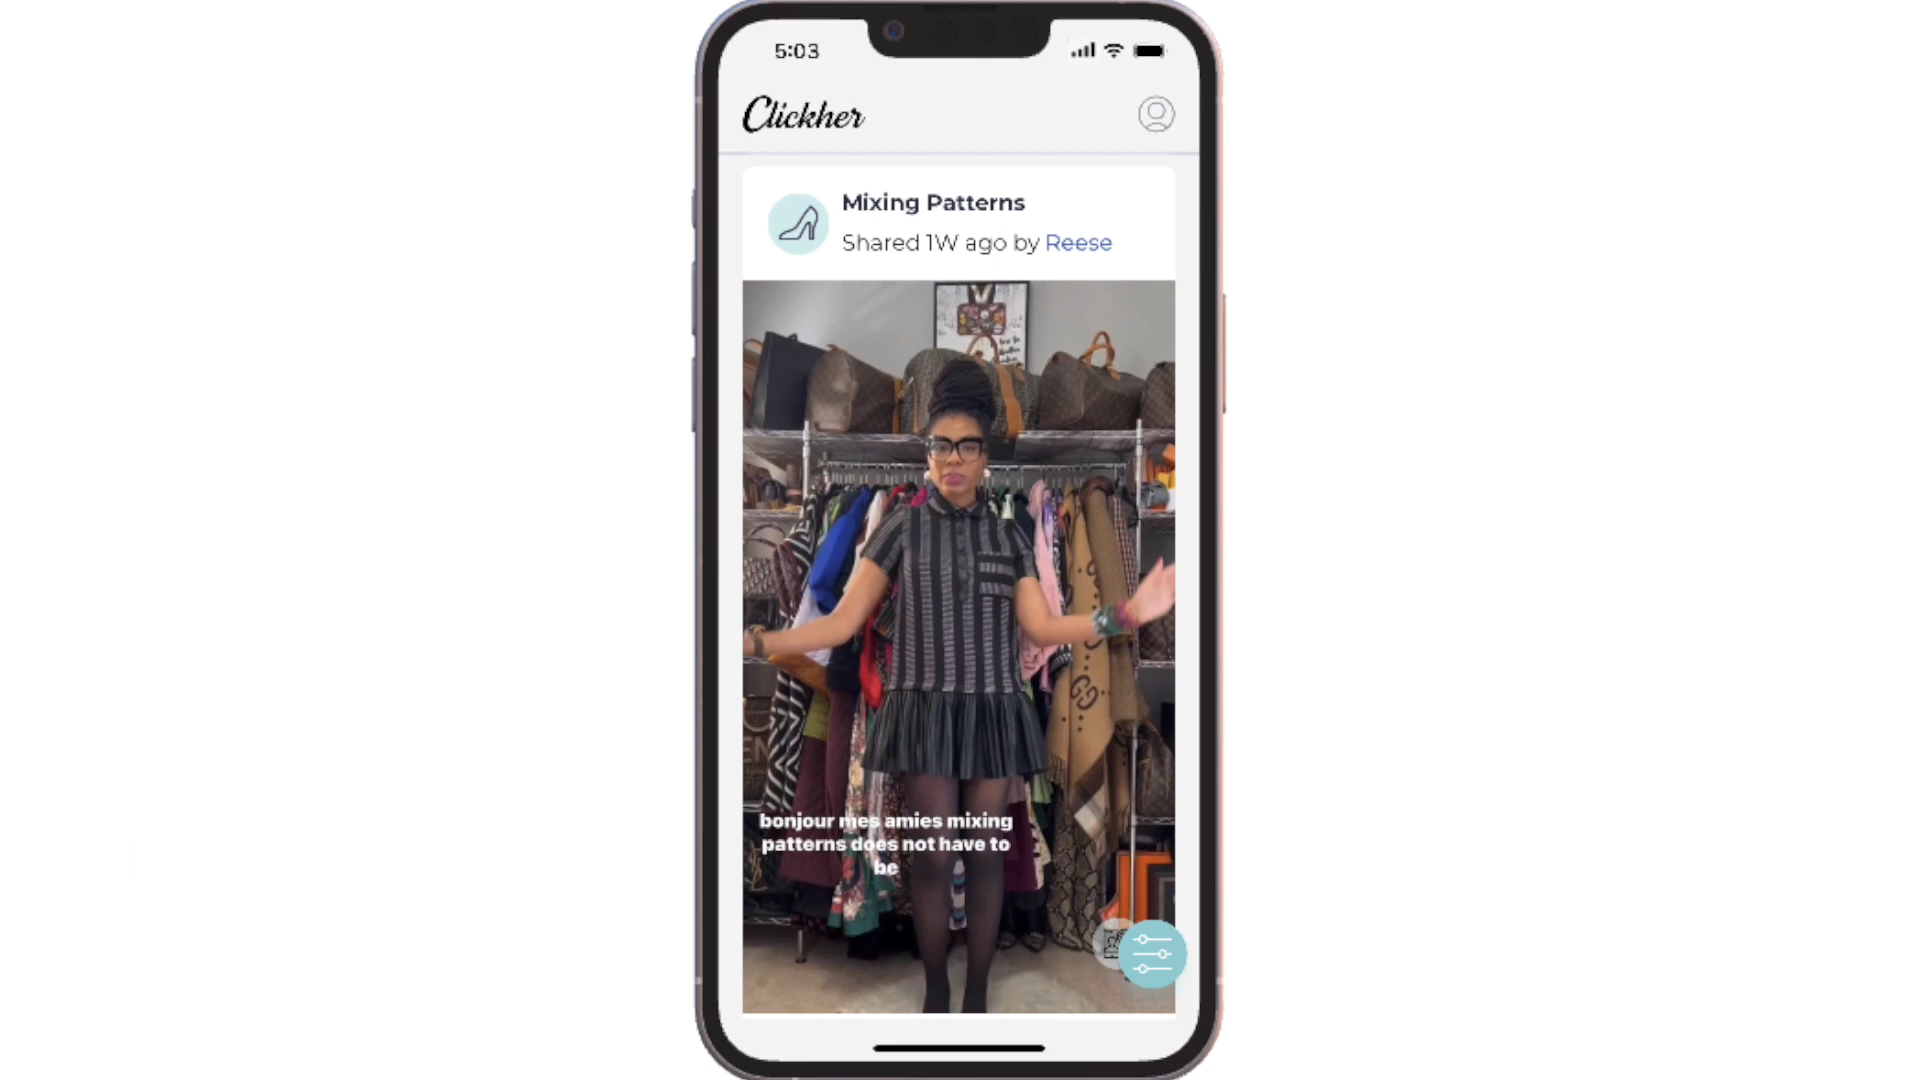 5:03
Clickher
Mixing Patterns
Shared 1W ago by Reese
bonjour mes amies mixing
patterns does not have to
be